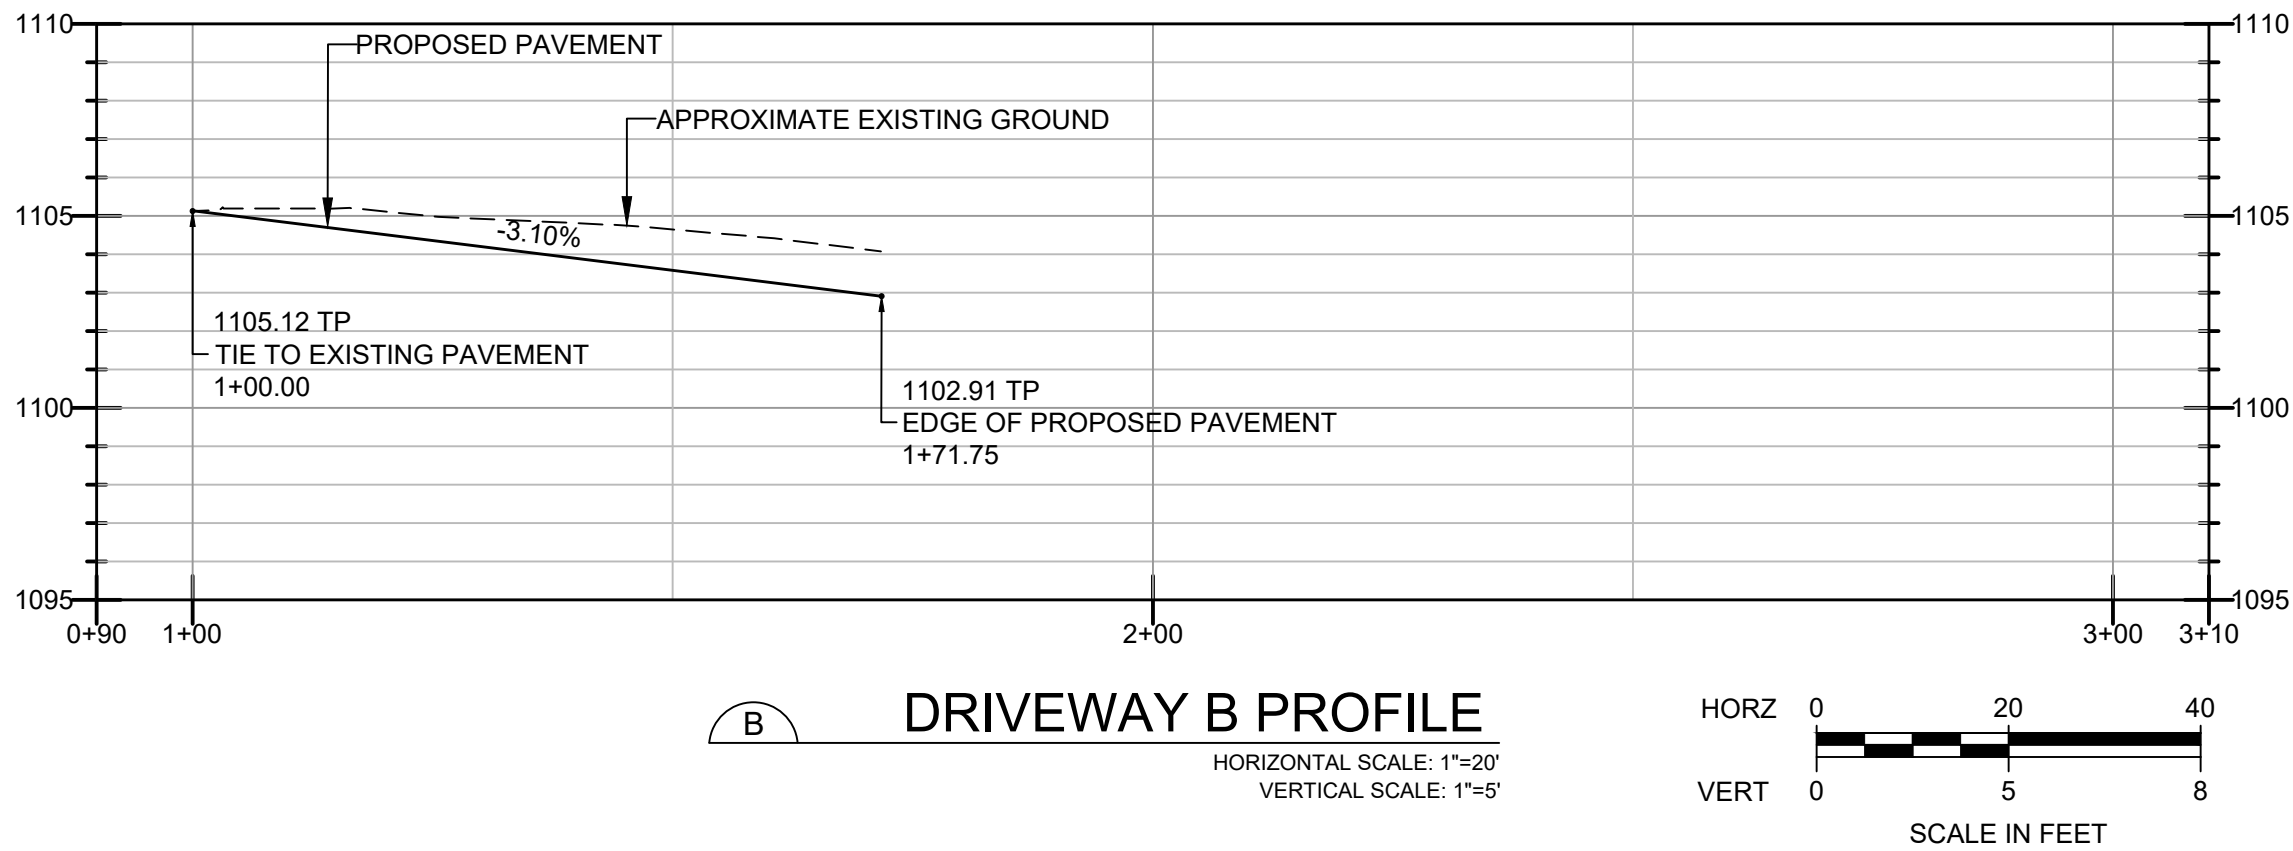 1110
1110
PROPOSED PAVEMENT
APPROXIMATE EXISTING GROUND
1105
1105
-3.10%
1105.12 TP
TIE TO EXISTING PAVEMENT
1+00.00
1102.91 TP
EDGE OF PROPOSED PAVEMENT
1+71.75
1100
1100
1095
1095
0+90 1+00 2+00 3+00 3+10
B
DRIVEWAY B PROFILE
HORIZONTAL SCALE: 1"=20'
VERTICAL SCALE: 1"=5'
HORZ 0 20 40
VERT 0 5 8
SCALE IN FEET